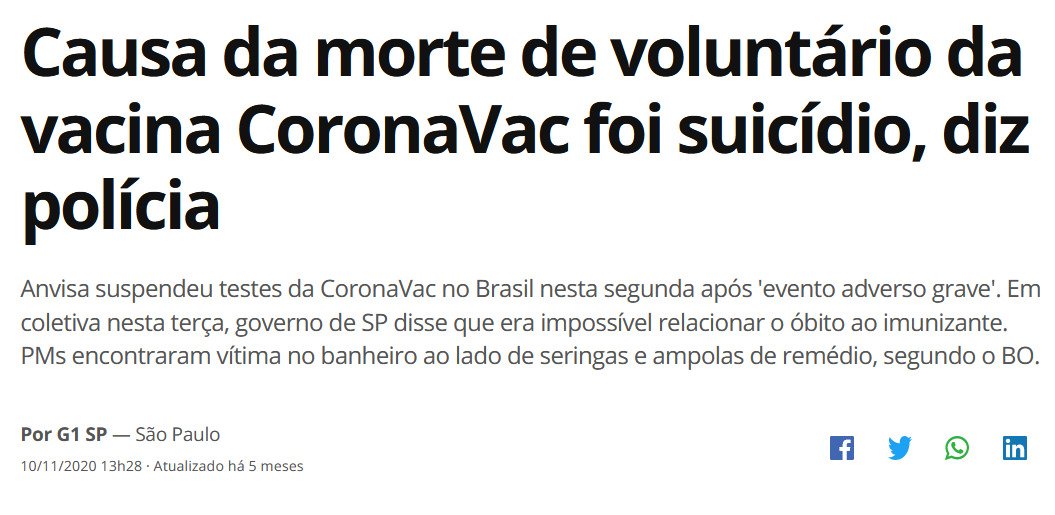 Causa da morte de voluntário da
vacina CoronaVac foi suicídio, diz
polícia
Anvisa suspendeu testes da CoronaVac no Brasil nesta segunda após 'evento adverso grave'. Em
coletiva nesta terça, governo de SP disse que era impossível relacionar o óbito ao imunizante.
PMs encontraram vítima no banheiro ao lado de seringas e ampolas de remédio, segundo o BO.
Por G1 SP — São Paulo
10/11/2020 13h28 · Atualizado há 5 meses